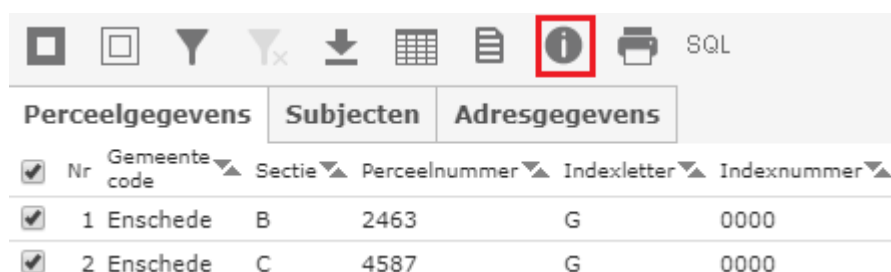 SQL
Perceelgegevens Subjecten Adresgegevens
Nr Gemeente code Sectie Perceelnummer Indexletter Indexnummer
1 Enschede B 2463 G 0000
2 Enschede C 4587 G 0000